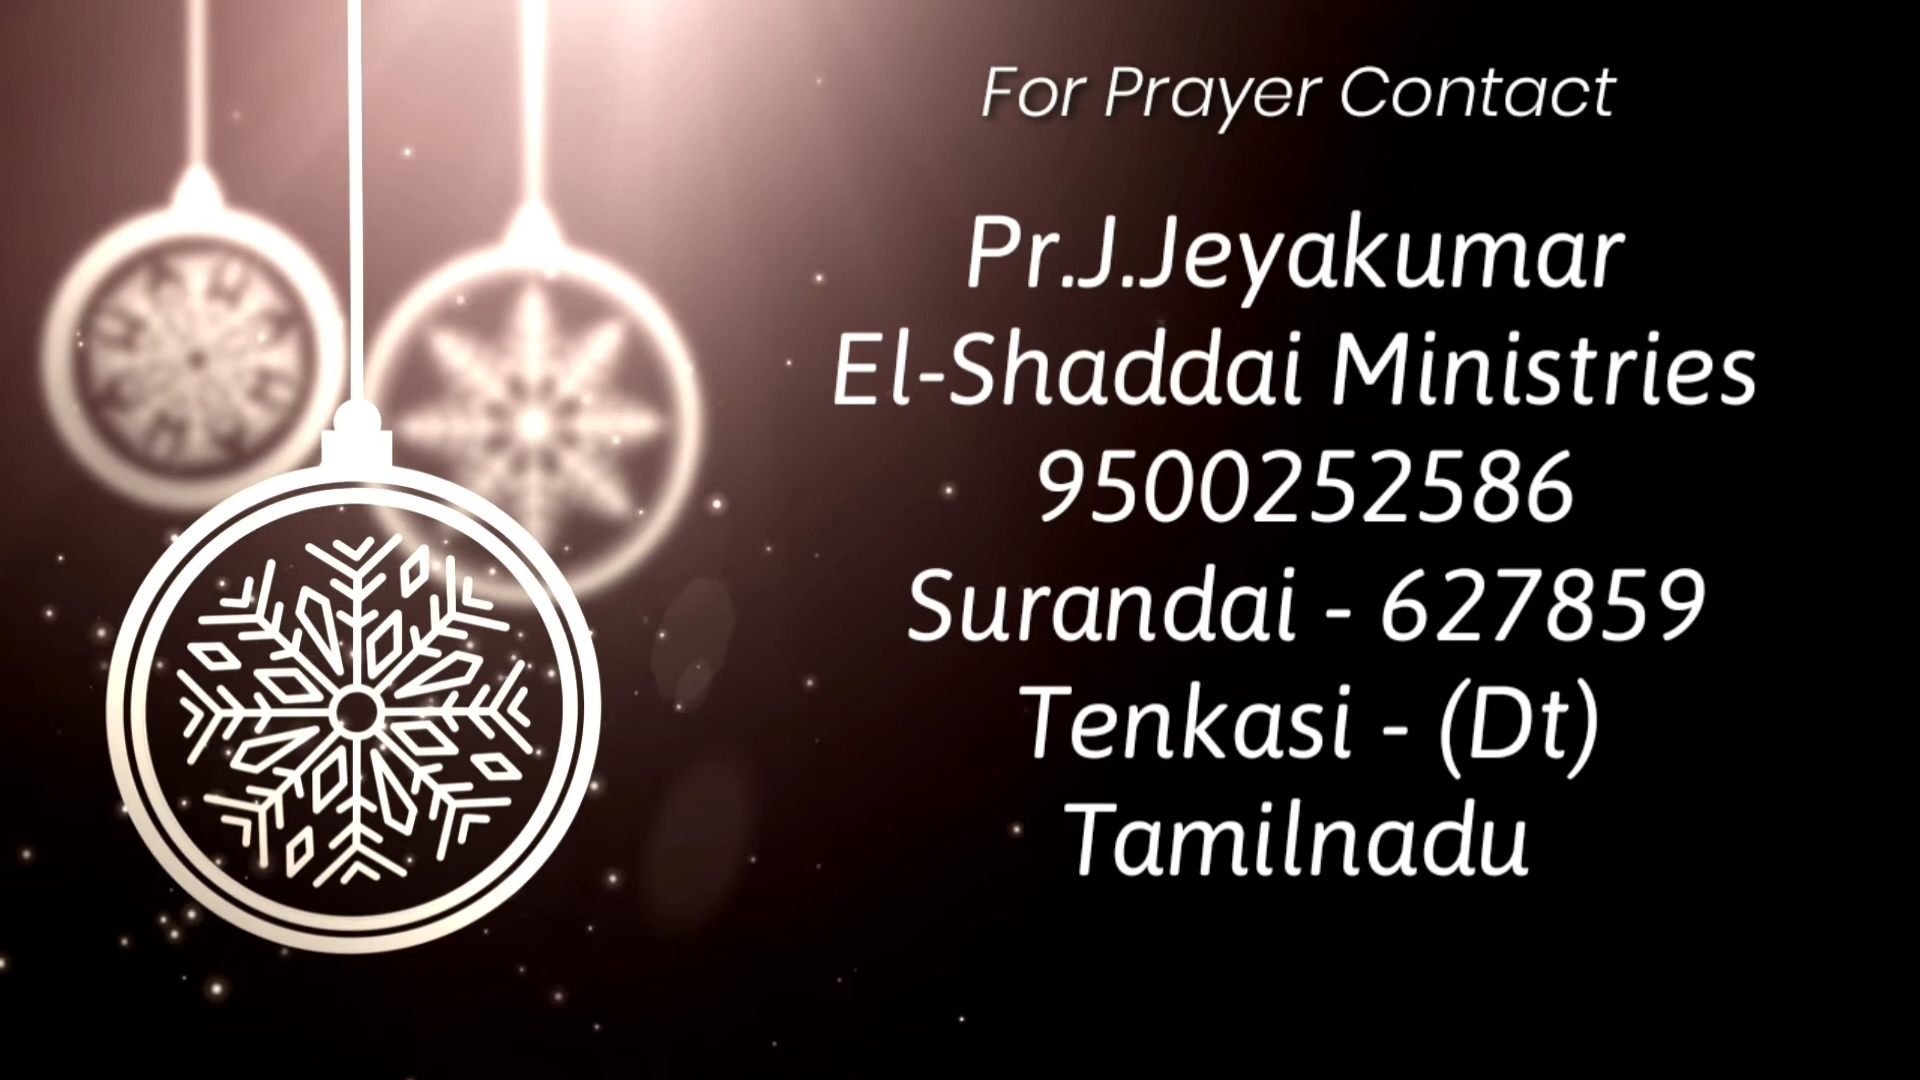 For Prayer Contact
Pr.J.Jeyakumar
El-Shaddai Ministries
9500252586
Surandai - 627859
Tenkasi - (Dt)
Tamilnadu